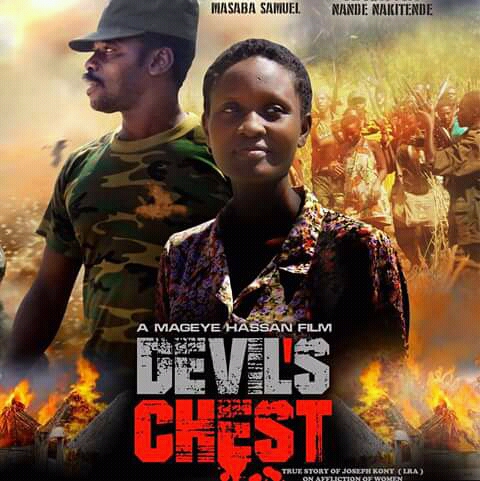 MASABA SAMUEL
NANDE NAKITENDE
A MAGEYE HASSAN FILM
DEVIL'S
CHEST
TRUE STORY OF JOSEPH KONY ( LRA )
ON AFFLICTION OF WOMEN